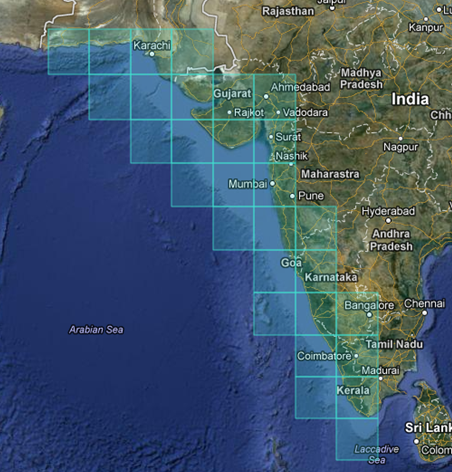 Jaipur
Rajasthan
Kanpur
Karachi
Madhya
Pradesh
Ahmedabad
Gujarat
India
Rajkot
Vadodara
Surat
Nagpur
Nashik
Maharastra
Mumbai
Pune
Hyderabad
Andhra
Pradesh
Goa
Karnataka
Bangalore
Chennai
Arabian Sea
Tamil Nadu
Coimbatore
Madurai
Kerala
Sri Lank
Laccadive
Sea
Colom